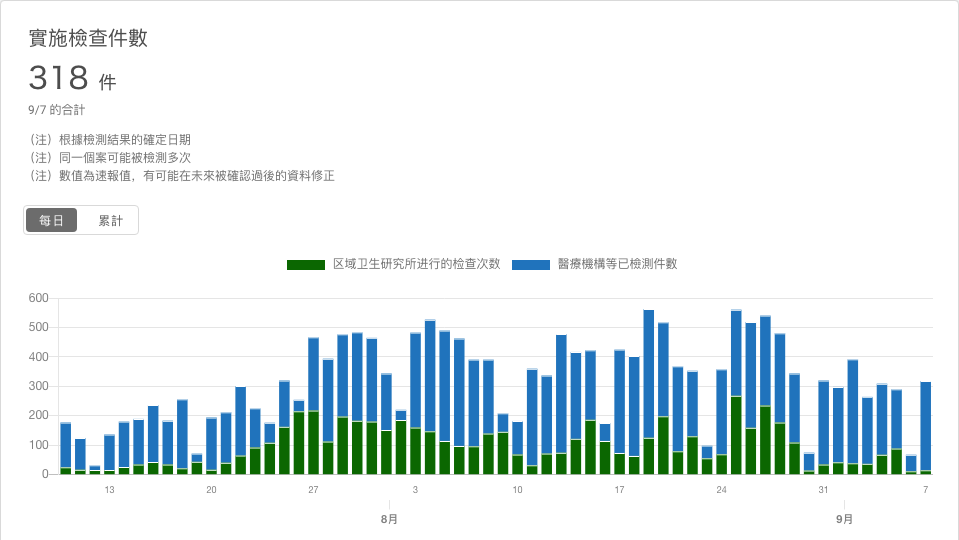 實施檢查件數
318 件
9/7 的合計
（注）根據檢測結果的確定日期
（注）同一個案可能被檢測多次
（注）數值為速報值，有可能在未來被確認過後的資料修正
每日 累計
区域卫生研究所进行的检查次数 醫療機構等已檢測件數
600
500
400
300
200
100
0
13 20 27 3 10 17 24 31 7
8月 9月